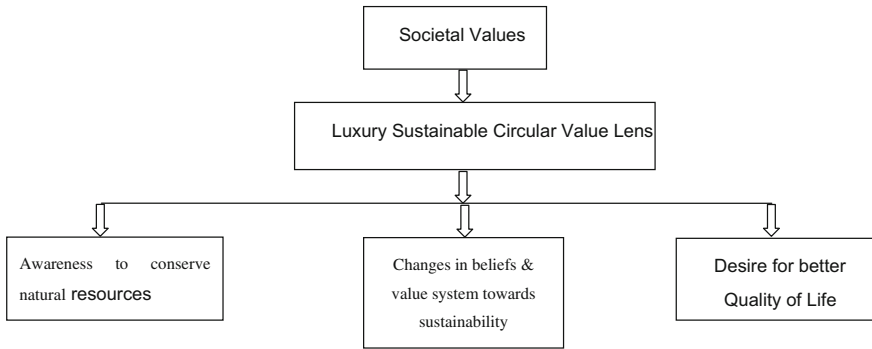 Societal Values
Luxury Sustainable Circular Value Lens
Awareness to conserve
natural resources
Changes in beliefs &
value system towards
sustainability
Desire for better
Quality of Life